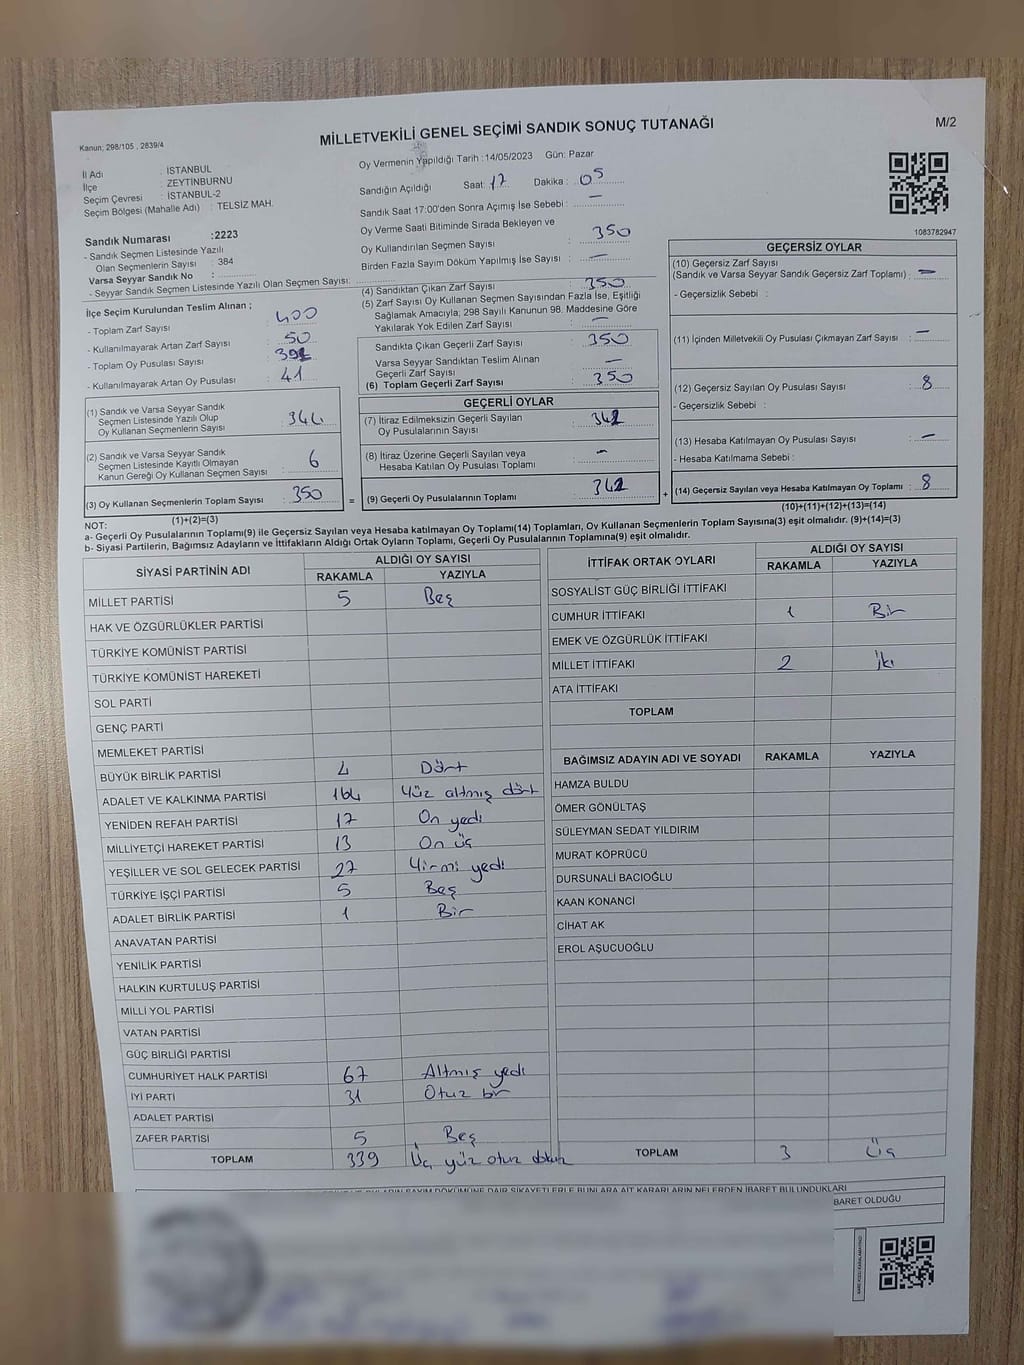 Kanun; 298/105 , 2839/4
MİLLETVEKİLİ GENEL SEÇİMİ SANDIK SONUÇ TUTANAĞI
M/2
İl Adı : İSTANBUL
İlçe : ZEYTİNBURNU
Seçim Çevresi : İSTANBUL-2
Seçim Bölgesi (Mahalle Adı) : TELSİZ MAH.
Sandık Numarası :2223
- Sandık Seçmen Listesinde Yazılı
Olan Seçmenlerin Sayısı : 384
Varsa Seyyar Sandık No :
- Seyyar Sandık Seçmen Listesinde Yazılı Olan Seçmen Sayısı:
İlçe Seçim Kurulundan Teslim Alınan ;
- Toplam Zarf Sayısı : 400
- Kullanılmayarak Artan Zarf Sayısı : 50
- Toplam Oy Pusulası Sayısı : 391
- Kullanılmayarak Artan Oy Pusulası : 41
(1) Sandık ve Varsa Seyyar Sandık
Seçmen Listesinde Yazılı Olup
Oy Kullanan Seçmenlerin Sayısı : 344
(2) Sandık ve Varsa Seyyar Sandık
Seçmen Listesinde Kayıtlı Olmayan
Kanun Gereği Oy Kullanan Seçmen Sayısı : 6
(3) Oy Kullanan Seçmenlerin Toplam Sayısı : 350
(1)+(2)=(3)
Oy Vermenin Yapıldığı Tarih :14/05/2023 Gün: Pazar
Sandığın Açıldığı Saat: 17 Dakika : 05
Sandık Saat 17:00'den Sonra Açımış İse Sebebi : —
Oy Verme Saati Bitiminde Sırada Bekleyen ve
Oy Kullandırılan Seçmen Sayısı : 350
Birden Fazla Sayım Döküm Yapılmış İse Sayısı : —
(4) Sandıktan Çıkan Zarf Sayısı : 350
(5) Zarf Sayısı Oy Kullanan Seçmen Sayısından Fazla İse, Eşitliği
Sağlamak Amacıyla; 298 Sayılı Kanunun 98. Maddesine Göre
Yakılarak Yok Edilen Zarf Sayısı : —
Sandıkta Çıkan Geçerli Zarf Sayısı : 350
Varsa Seyyar Sandıktan Teslim Alınan
Geçerli Zarf Sayısı : —
(6) Toplam Geçerli Zarf Sayısı : 350
GEÇERLİ OYLAR
(7) İtiraz Edilmeksizin Geçerli Sayılan
Oy Pusulalarının Sayısı : 342
(8) İtiraz Üzerine Geçerli Sayılan veya
Hesaba Katılan Oy Pusulası Toplamı : —
= (9) Geçerli Oy Pusulalarının Toplamı : 342 +
1083782947
GEÇERSİZ OYLAR
(10) Geçersiz Zarf Sayısı
(Sandık ve Varsa Seyyar Sandık Geçersiz Zarf Toplamı) : —
- Geçersizlik Sebebi :
(11) İçinden Milletvekili Oy Pusulası Çıkmayan Zarf Sayısı : —
(12) Geçersiz Sayılan Oy Pusulası Sayısı : 8
- Geçersizlik Sebebi :
(13) Hesaba Katılmayan Oy Pusulası Sayısı : —
- Hesaba Katılmama Sebebi :
(14) Geçersiz Sayılan veya Hesaba Katılmayan Oy Toplamı : 8
(10)+(11)+(12)+(13)=(14)
NOT:
a- Geçerli Oy Pusulalarının Toplamı(9) ile Geçersiz Sayılan veya Hesaba katılmayan Oy Toplamı(14) Toplamları, Oy Kullanan Seçmenlerin Toplam Sayısına(3) eşit olmalıdır. (9)+(14)=(3)
b- Siyasi Partilerin, Bağımsız Adayların ve İttifakların Aldığı Ortak Oyların Toplamı, Geçerli Oy Pusulalarının Toplamına(9) eşit olmalıdır.
SİYASİ PARTİNİN ADI ALDIĞI OY SAYISI
RAKAMLA YAZIYLA
MİLLET PARTİSİ 5 Beş
HAK VE ÖZGÜRLÜKLER PARTİSİ
TÜRKİYE KOMÜNİST PARTİSİ
TÜRKİYE KOMÜNİST HAREKETİ
SOL PARTİ
GENÇ PARTİ
MEMLEKET PARTİSİ
BÜYÜK BİRLİK PARTİSİ 4 Dört
ADALET VE KALKINMA PARTİSİ 164 Yüz altmış dört
YENİDEN REFAH PARTİSİ 17 On yedi
MİLLİYETÇİ HAREKET PARTİSİ 13 On üç
YEŞİLLER VE SOL GELECEK PARTİSİ 27 Yirmi yedi
TÜRKİYE İŞÇİ PARTİSİ 5 Beş
ADALET BİRLİK PARTİSİ 1 Bir
ANAVATAN PARTİSİ
YENİLİK PARTİSİ
HALKIN KURTULUŞ PARTİSİ
MİLLİ YOL PARTİSİ
VATAN PARTİSİ
GÜÇ BİRLİĞİ PARTİSİ
CUMHURİYET HALK PARTİSİ 67 Altmış yedi
İYİ PARTİ 31 Otuz bir
ADALET PARTİSİ
ZAFER PARTİSİ 5 Beş
TOPLAM 339 Üç yüz otuz dokuz
İTTİFAK ORTAK OYLARI ALDIĞI OY SAYISI
RAKAMLA YAZIYLA
SOSYALİST GÜÇ BİRLİĞİ İTTİFAKI
CUMHUR İTTİFAKI 1 Bir
EMEK VE ÖZGÜRLÜK İTTİFAKI
MİLLET İTTİFAKI 2 İki
ATA İTTİFAKI
TOPLAM
BAĞIMSIZ ADAYIN ADI VE SOYADI RAKAMLA YAZIYLA
HAMZA BULDU
ÖMER GÖNÜLTAŞ
SÜLEYMAN SEDAT YILDIRIM
MURAT KÖPRÜCÜ
DURSUNALİ BACIOĞLU
KAAN KONANCİ
CİHAT AK
EROL AŞUCUOĞLU
TOPLAM 3 Üç
SAYIM DÖKÜMÜNE DAİR ŞİKAYETLERLE BUNLARA AİT KARARLARIN NELERDEN İBARET BULUNDUKLARI
BARET OLDUĞU